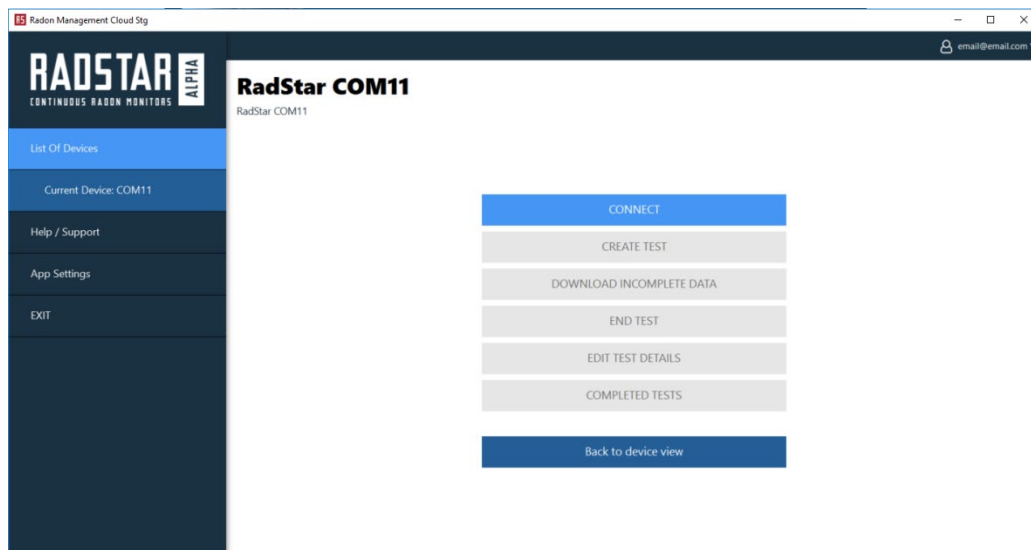 RS Radon Management Cloud Stg
email@email.com
RADSTAR ALPHA
CONTINUOUS RADON MONITORS
RadStar COM11
RadStar COM11
List Of Devices
Current Device: COM11
Help / Support
App Settings
EXIT
CONNECT
CREATE TEST
DOWNLOAD INCOMPLETE DATA
END TEST
EDIT TEST DETAILS
COMPLETED TESTS
Back to device view